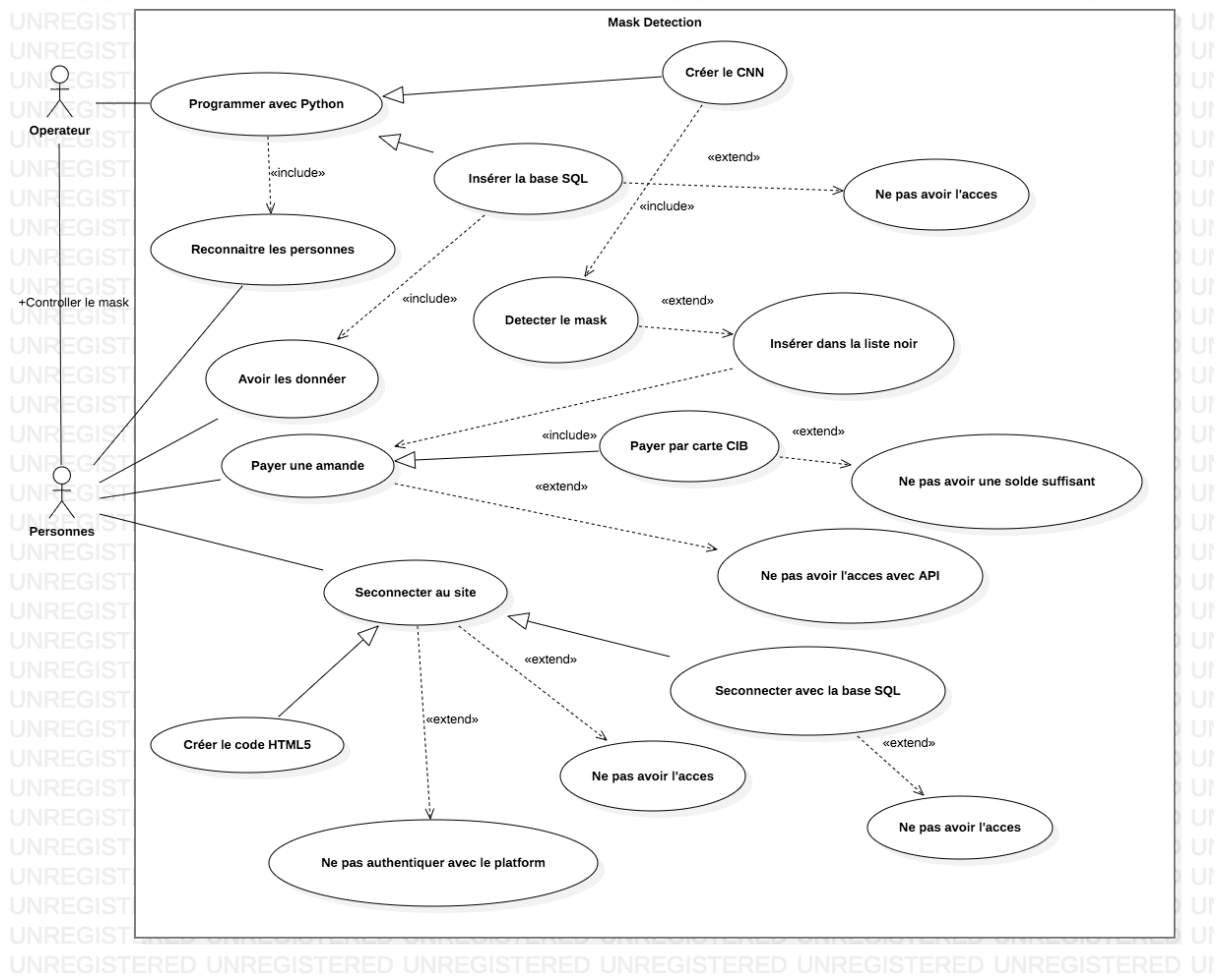 Mask Detection
Créer le CNN
Programmer avec Python
Operateur
«extend»
«include»
Insérer la base SQL
Ne pas avoir l'acces
«include»
Reconnaitre les personnes
«include»
«extend»
+Controller le mask
Detecter le mask
Insérer dans la liste noir
Avoir les donnéer
«include»
«extend»
Payer par carte CIB
Payer une amande
Ne pas avoir une solde suffisant
«extend»
Personnes
Ne pas avoir l'acces avec API
Seconnecter au site
«extend»
Seconnecter avec la base SQL
«extend»
Créer le code HTML5
«extend»
Ne pas avoir l'acces
Ne pas avoir l'acces
Ne pas authentiquer avec le platform
UNREGISTERED UNREGISTERED UNREGISTERED UNREGISTERED UNREGISTERED UNREGISTERED